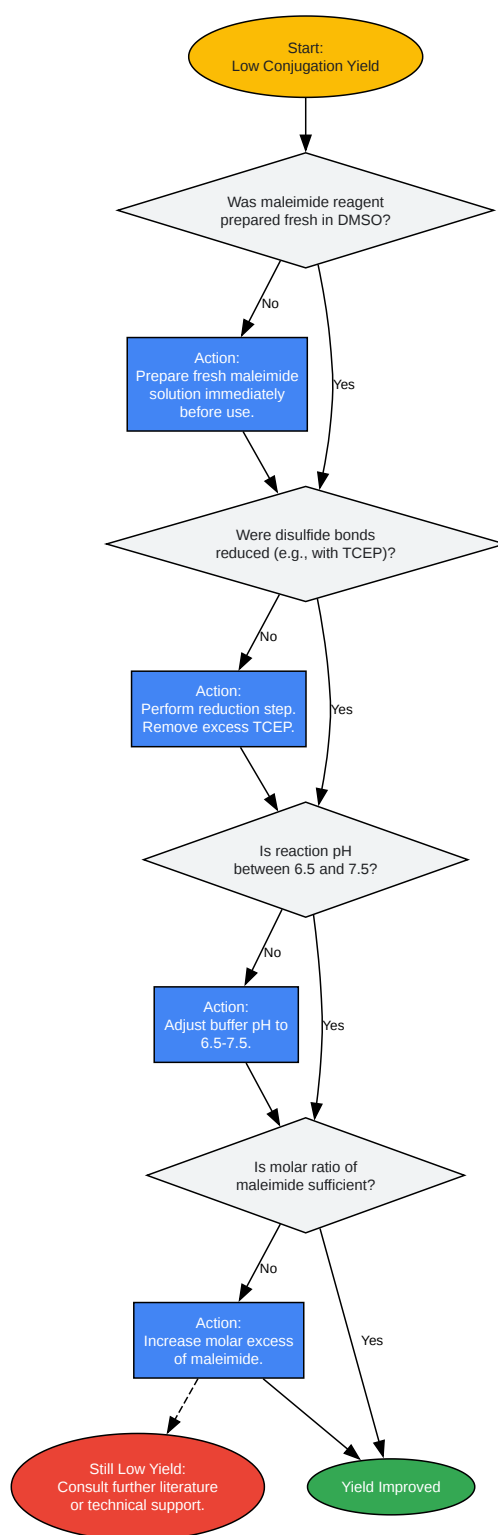 Start:
Low Conjugation Yield
Was maleimide reagent
prepared fresh in DMSO?
No
Action:
Prepare fresh maleimide
solution immediately
before use.
Yes
Were disulfide bonds
reduced (e.g., with TCEP)?
No
Action:
Perform reduction step.
Remove excess TCEP.
Yes
Is reaction pH
between 6.5 and 7.5?
No
Action:
Adjust buffer pH to
6.5-7.5.
Yes
Is molar ratio of
maleimide sufficient?
No
Action:
Increase molar excess
of maleimide.
Yes
Still Low Yield:
Consult further literature
or technical support.
Yield Improved